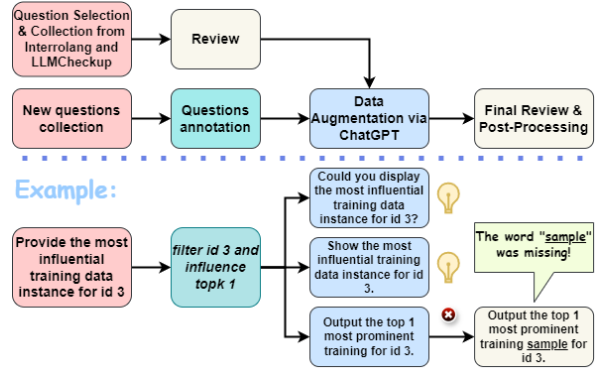 Question Selection
& Collection from
Interrolang and
LLMCheckup
Review
New questions
collection
Questions
annotation
Data
Augmentation via
ChatGPT
Final Review &
Post-Processing
Example:
Provide the most
influential
training data
instance for id 3
filter id 3 and
influence
topk 1
Could you display
the most influential
training data
instance for id 3?
Show the most
influential training
data instance for id
3.
Output the top 1
most prominent
training for id 3.
The word "sample"
was missing!
Output the top 1
most prominent
training sample for
id 3.